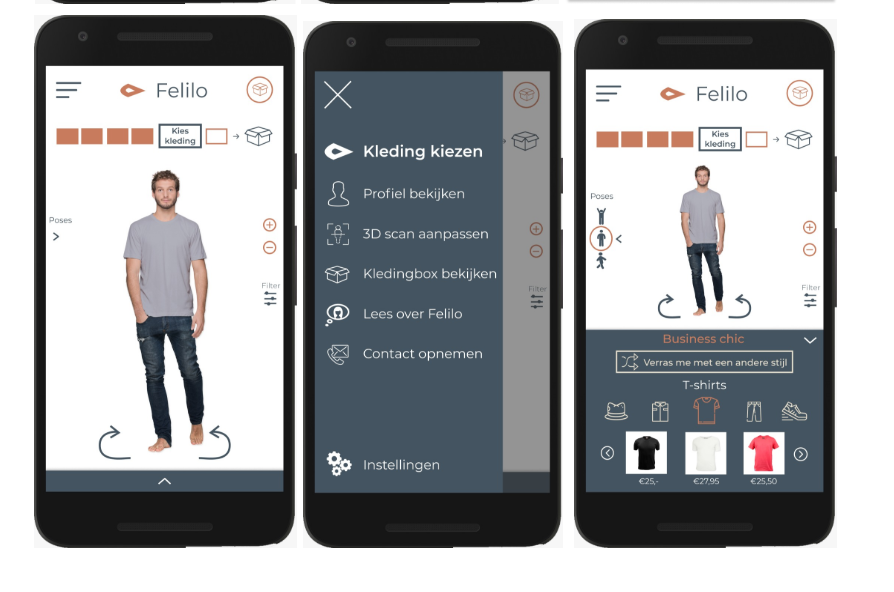 Felilo
Kies
kleding
Poses
Filter
Kleding kiezen
Profiel bekijken
3D scan aanpassen
Kledingbox bekijken
Lees over Felilo
Contact opnemen
Instellingen
Filter
Felilo
Kies
kleding
Poses
Filter
Business chic
Verras me met een andere stijl
T-shirts
€25,- €27,95 €25,50